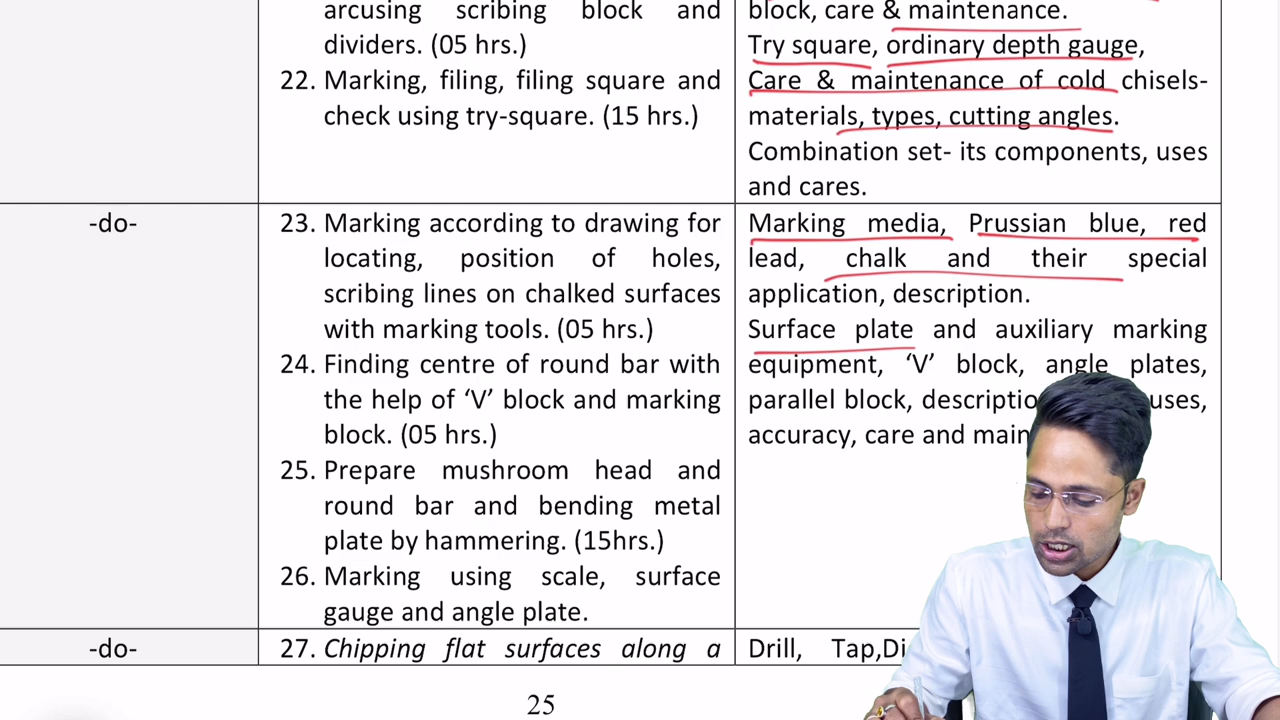 arcusing scribing block and
dividers. (05 hrs.)
22. Marking, filing, filing square and
check using try-square. (15 hrs.)
block, care & maintenance.
Try square, ordinary depth gauge,
Care & maintenance of cold chisels-
materials, types, cutting angles.
Combination set- its components, uses
and cares.
-do-
23. Marking according to drawing for
locating, position of holes,
scribing lines on chalked surfaces
with marking tools. (05 hrs.)
24. Finding centre of round bar with
the help of ‘V’ block and marking
block. (05 hrs.)
25. Prepare mushroom head and
round bar and bending metal
plate by hammering. (15hrs.)
26. Marking using scale, surface
gauge and angle plate.
Marking media, Prussian blue, red
lead, chalk and their special
application, description.
Surface plate and auxiliary marking
equipment, ‘V’ block, angle plates,
parallel block, uses,
accuracy, care and
-do-
27. Chipping flat surfaces along a
Drill, Tap,
25